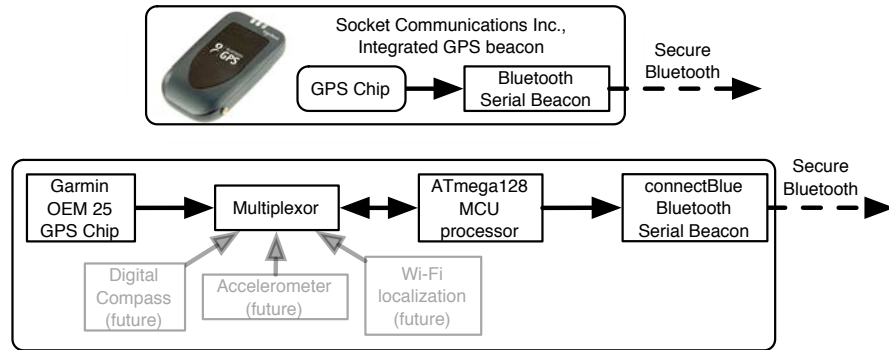 Socket Communications Inc.,
Integrated GPS beacon
GPS
GPS Chip
Bluetooth
Serial Beacon
Secure
Bluetooth
Garmin
OEM 25
GPS Chip
Multiplexor
ATmega128
MCU
processor
connectBlue
Bluetooth
Serial Beacon
Secure
Bluetooth
Digital
Compass
(future)
Accelerometer
(future)
Wi-Fi
localization
(future)